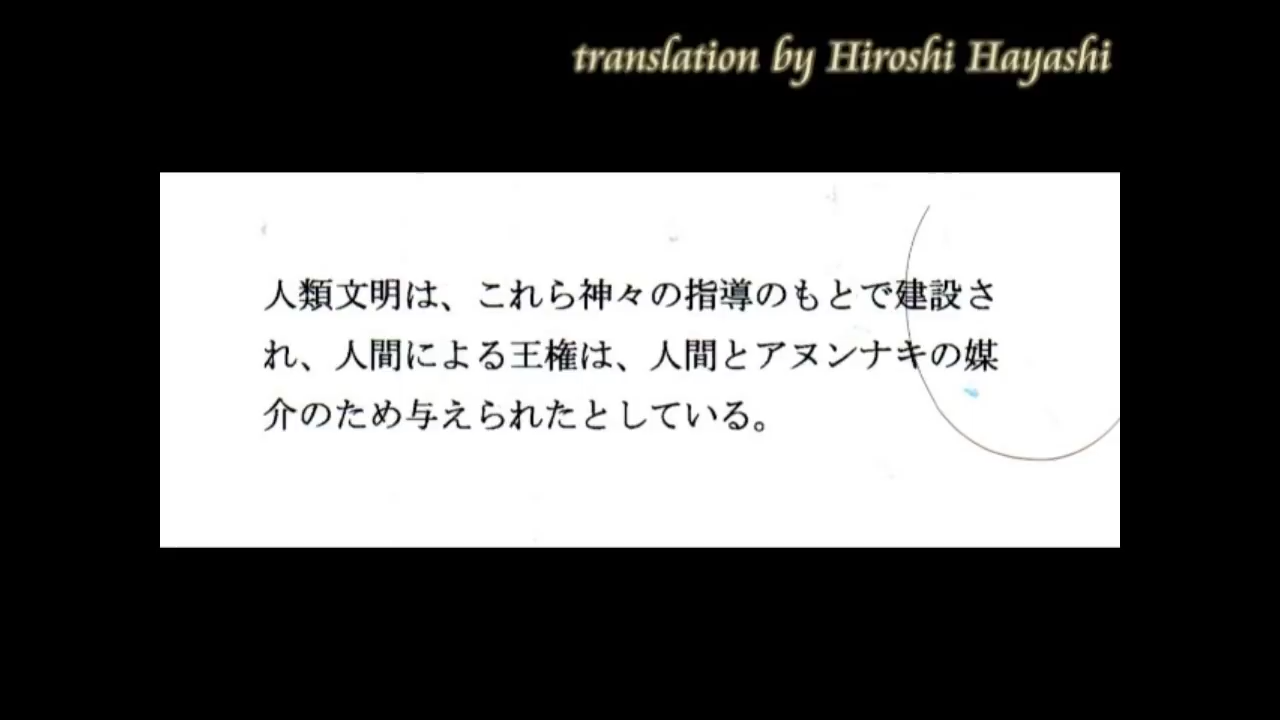 translation by Hiroshi Hayashi
人類文明は、これら神々の指導のもとで建設さ
れ、人間による王権は、人間とアヌンナキの媒
介のため与えられたとしている。